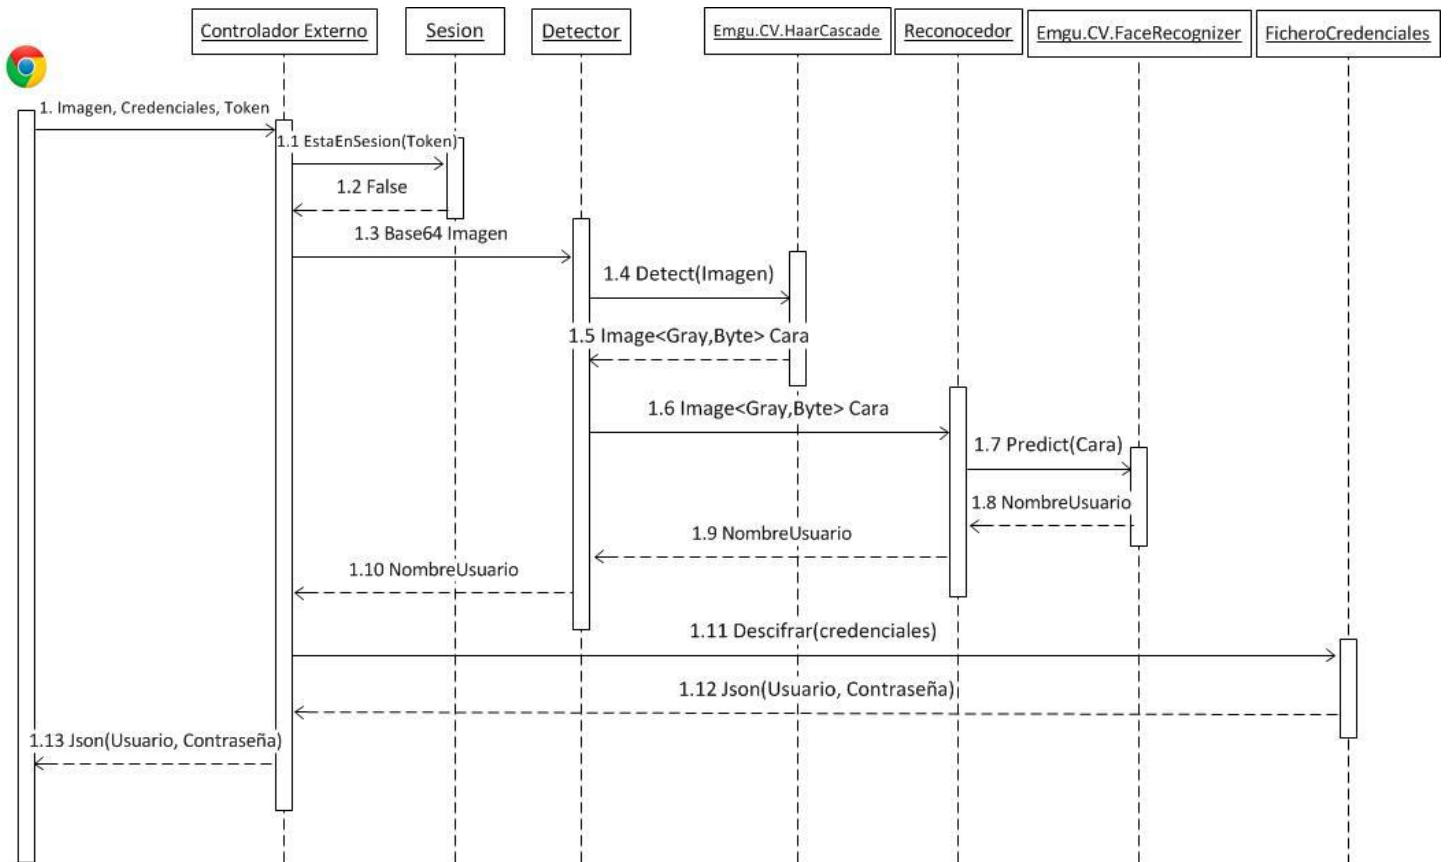 Controlador Externo
Sesion
Detector
Emgu.CV.HaarCascade
Reconocedor
Emgu.CV.FaceRecognizer
FicheroCredenciales
1. Imagen, Credenciales, Token
1.1 EstaEnSesion(Token)
1.2 False
1.3 Base64 Imagen
1.4 Detect(Imagen)
1.5 Image<Gray,Byte> Cara
1.6 Image<Gray,Byte> Cara
1.7 Predict(Cara)
1.8 NombreUsuario
1.9 NombreUsuario
1.10 NombreUsuario
1.11 Descifrar(credenciales)
1.12 Json(Usuario, Contraseña)
1.13 Json(Usuario, Contraseña)